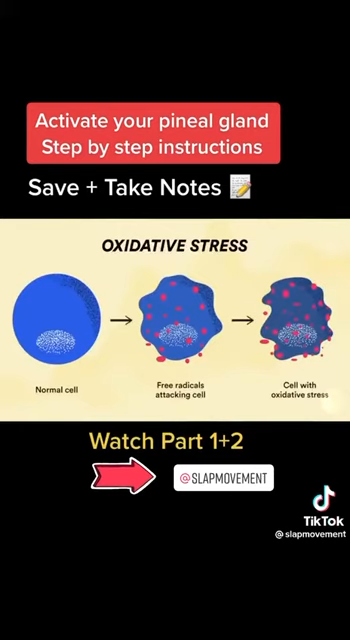 Activate your pineal gland
Step by step instructions
Save + Take Notes 📝
OXIDATIVE STRESS
Normal cell
Free radicals
attacking cell
Cell with
oxidative stress
Watch Part 1+2
@SLAPMOVEMENT
TikTok
@slapmovement